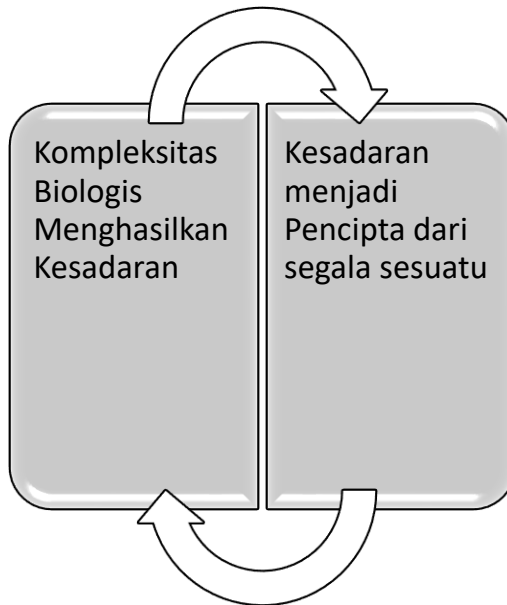 Kompleksitas
Biologis
Menghasilkan
Kesadaran
Kesadaran
menjadi
Pencipta dari
segala sesuatu